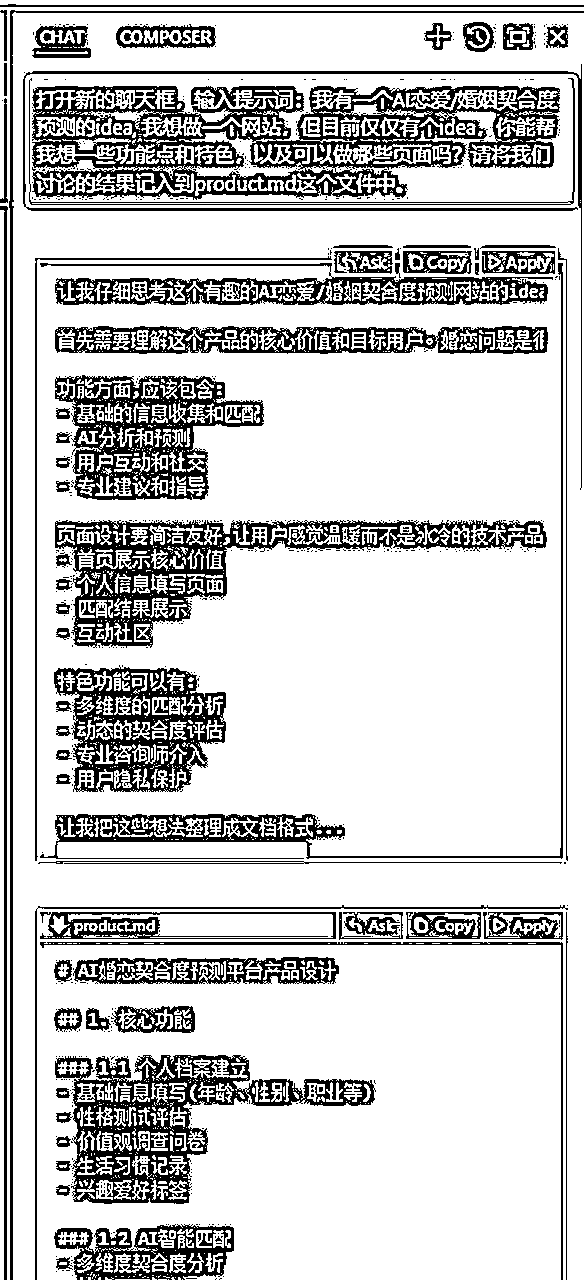 CHAT COMPOSER
打开新的聊天框，输入提示词：我有一个AI恋爱/婚姻契合度
预测的idea,我想做一个网站，但目前仅仅有个idea，你能帮
我想一些功能点和特色，以及可以做哪些页面吗？请将我们
讨论的结果记入到product.md这个文件中。
Ask Copy Apply
让我仔细思考这个有趣的AI恋爱/婚姻契合度预测网站的idea
首先需要理解这个产品的核心价值和目标用户。婚恋问题是很
功能方面,应该包含:
- 基础的信息收集和匹配
- AI分析和预测
- 用户互动和社交
- 专业建议和指导
页面设计要简洁友好,让用户感觉温暖而不是冰冷的技术产品
- 首页展示核心价值
- 个人信息填写页面
- 匹配结果展示
- 互动社区
特色功能可以有:
- 多维度的匹配分析
- 动态的契合度评估
- 专业咨询师介入
- 用户隐私保护
让我把这些想法整理成文档格式...
product.md Ask Copy Apply
# AI婚恋契合度预测平台产品设计
## 1. 核心功能
### 1.1 个人档案建立
- 基础信息填写(年龄、性别、职业等)
- 性格测试评估
- 价值观调查问卷
- 生活习惯记录
- 兴趣爱好标签
### 1.2 AI智能匹配
- 多维度契合度分析